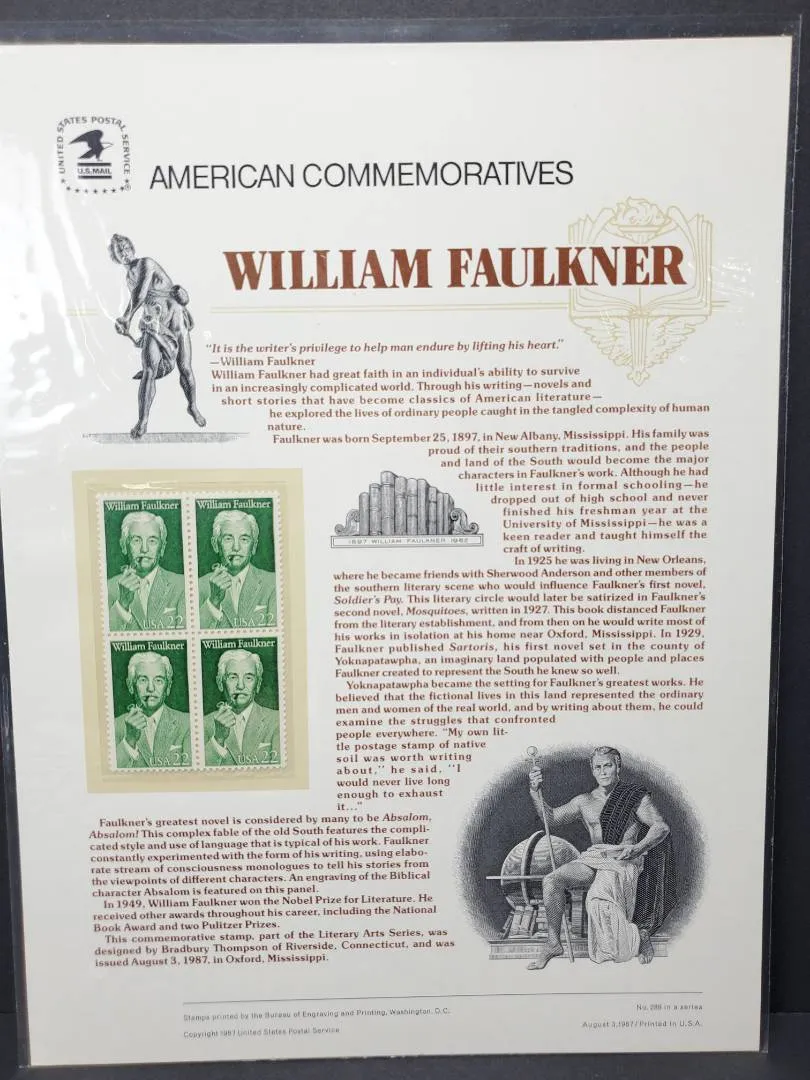 UNITED STATES POSTAL SERVICE
U.S.MAIL
AMERICAN COMMEMORATIVES
WILLIAM FAULKNER
"It is the writer's privilege to help man endure by lifting his heart."
—William Faulkner
William Faulkner had great faith in an individual's ability to survive
in an increasingly complicated world. Through his writing—novels and
short stories that have become classics of American literature—
he explored the lives of ordinary people caught in the tangled complexity of human
nature.
Faulkner was born September 25, 1897, in New Albany, Mississippi. His family was
proud of their southern traditions, and the people
and land of the South would become the major
characters in Faulkner's work. Although he had
little interest in formal schooling—he
dropped out of high school and never
finished his freshman year at the
University of Mississippi—he was a
keen reader and taught himself the
craft of writing.
1897 WILLIAM FAULKNER 1962
In 1925 he was living in New Orleans,
where he became friends with Sherwood Anderson and other members of
the southern literary scene who would influence Faulkner's first novel,
Soldier's Pay. This literary circle would later be satirized in Faulkner's
second novel, Mosquitoes, written in 1927. This book distanced Faulkner
from the literary establishment, and from then on he would write most of
his works in isolation at his home near Oxford, Mississippi. In 1929,
Faulkner published Sartoris, his first novel set in the county of
Yoknapatawpha, an imaginary land populated with people and places
Faulkner created to represent the South he knew so well.
Yoknapatawpha became the setting for Faulkner's greatest works. He
believed that the fictional lives in this land represented the ordinary
men and women of the real world, and by writing about them, he could
examine the struggles that confronted
people everywhere. "My own lit-
tle postage stamp of native
soil was worth writing
about," he said, "I
would never live long
enough to exhaust
it..."
William Faulkner
USA 22
William Faulkner
USA 22
William Faulkner
USA 22
William Faulkner
USA 22
Faulkner's greatest novel is considered by many to be Absalom,
Absalom! This complex fable of the old South features the compli-
cated style and use of language that is typical of his work. Faulkner
constantly experimented with the form of his writing, using elabo-
rate stream of consciousness monologues to tell his stories from
the viewpoints of different characters. An engraving of the Biblical
character Absalom is featured on this panel.
In 1949, William Faulkner won the Nobel Prize for Literature. He
received other awards throughout his career, including the National
Book Award and two Pulitzer Prizes.
This commemorative stamp, part of the Literary Arts Series, was
designed by Bradbury Thompson of Riverside, Connecticut, and was
issued August 3, 1987, in Oxford, Mississippi.
Stamps printed by the Bureau of Engraving and Printing, Washington, D.C.
Copyright 1987 United States Postal Service
No. 289 in a series
August 3, 1987/Printed in U.S.A.